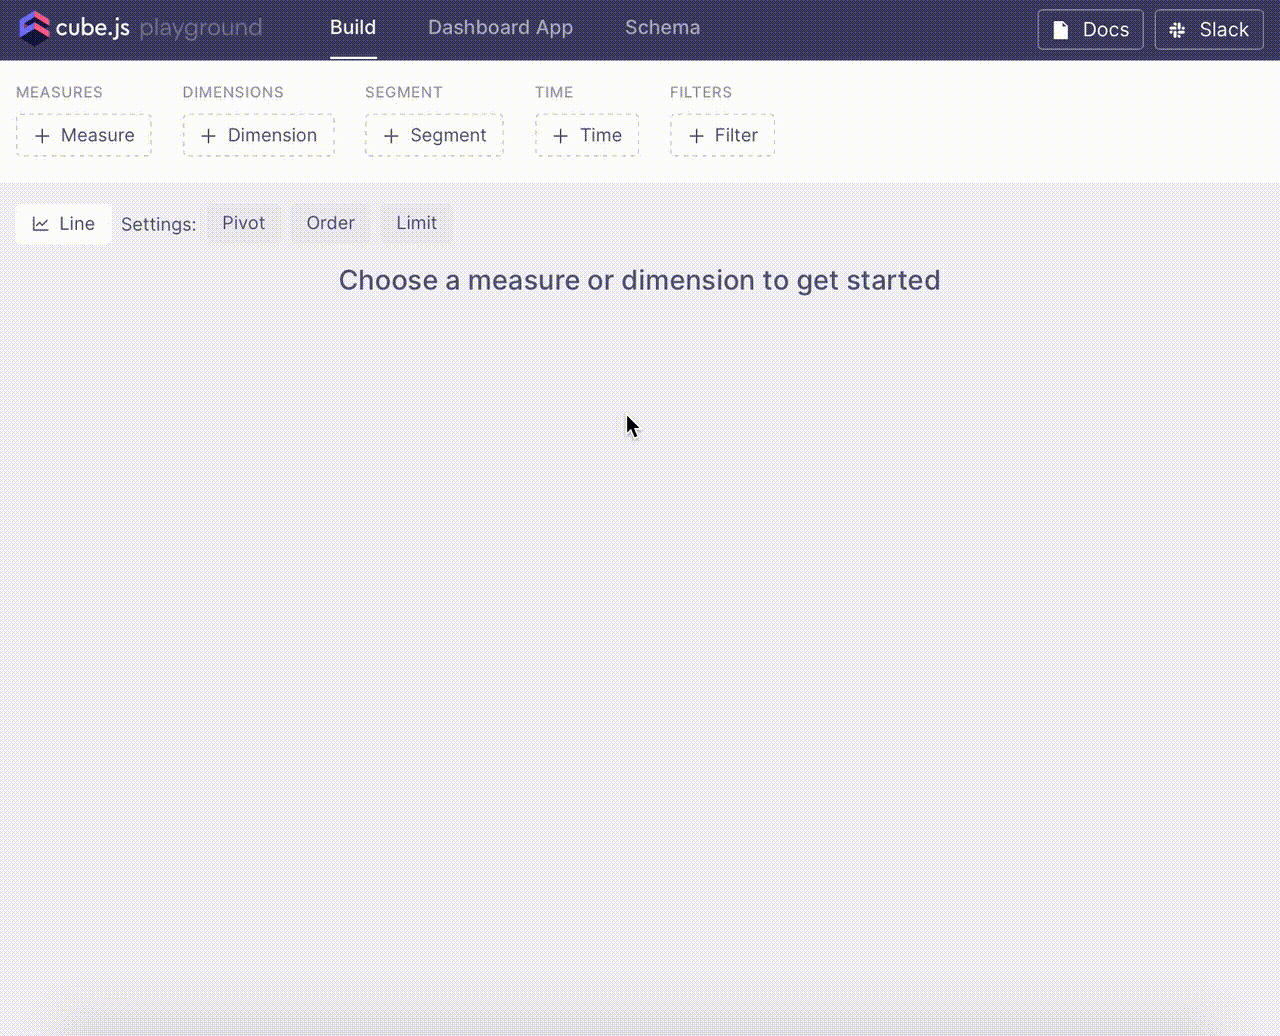 cube.js playground Build Dashboard App Schema Docs Slack
MEASURES DIMENSIONS SEGMENT TIME FILTERS
+ Measure + Dimension + Segment + Time + Filter
Line Settings: Pivot Order Limit
Choose a measure or dimension to get started